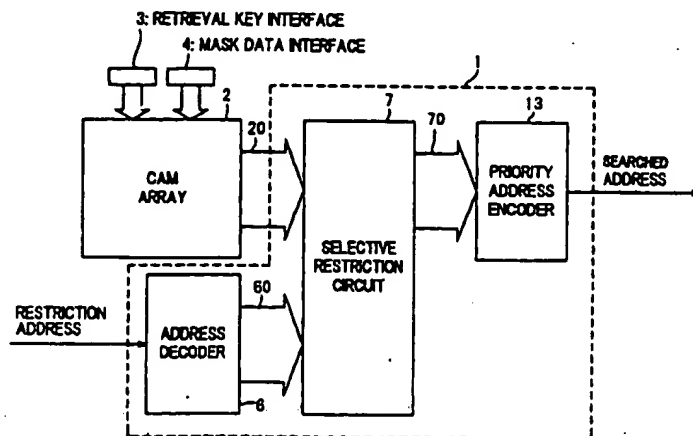 3: RETRIEVAL KEY INTERFACE
4: MASK DATA INTERFACE
1
2
20
7
70
13
CAM
ARRAY
SELECTIVE
RESTRICTION
CIRCUIT
PRIORITY
ADDRESS
ENCODER
SEARCHED
ADDRESS
RESTRICTION
ADDRESS
60
ADDRESS
DECODER
6